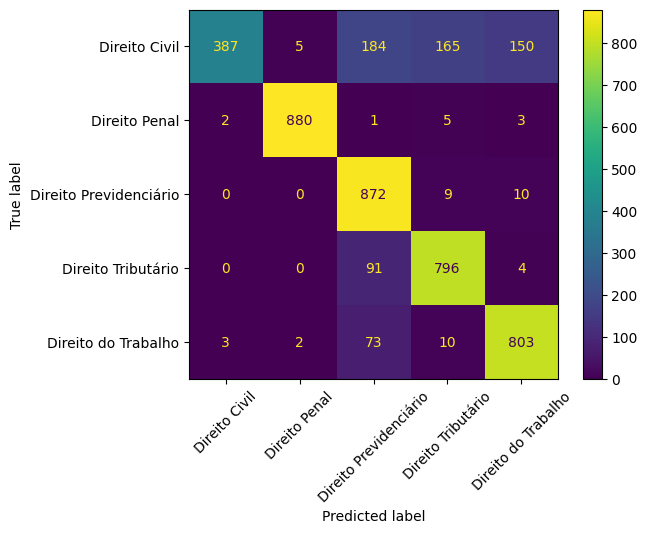 True label
Direito Civil 387 5 184 165 150
Direito Penal 2 880 1 5 3
Direito Previdenciário 0 0 872 9 10
Direito Tributário 0 0 91 796 4
Direito do Trabalho 3 2 73 10 803
Direito Civil
Direito Penal
Direito Previdenciário
Direito Tributário
Direito do Trabalho
Predicted label
800
700
600
500
400
300
200
100
0